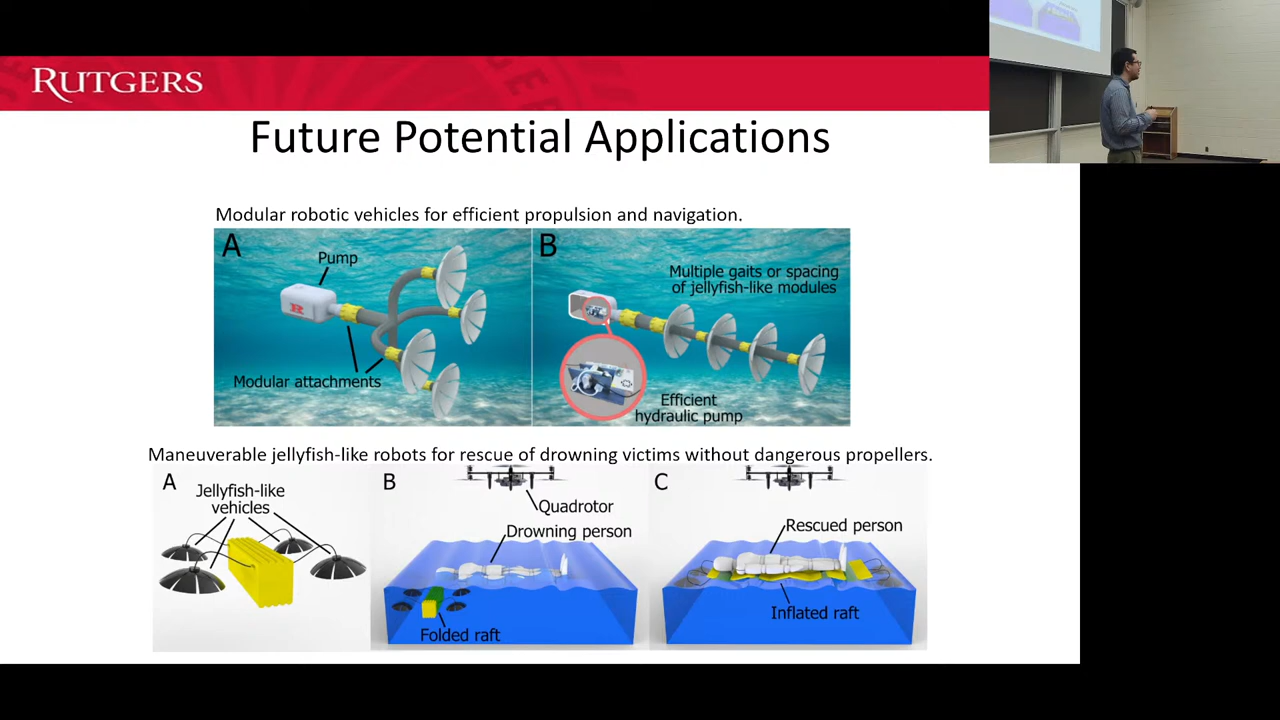 RUTGERS
Future Potential Applications
Modular robotic vehicles for efficient propulsion and navigation.
A
Pump
R
Modular attachments
B
Multiple gaits or spacing
of jellyfish-like modules
Efficient
hydraulic pump
Maneuverable jellyfish-like robots for rescue of drowning victims without dangerous propellers.
A
Jellyfish-like
vehicles
B
Quadrotor
Drowning person
Folded raft
C
Rescued person
Inflated raft